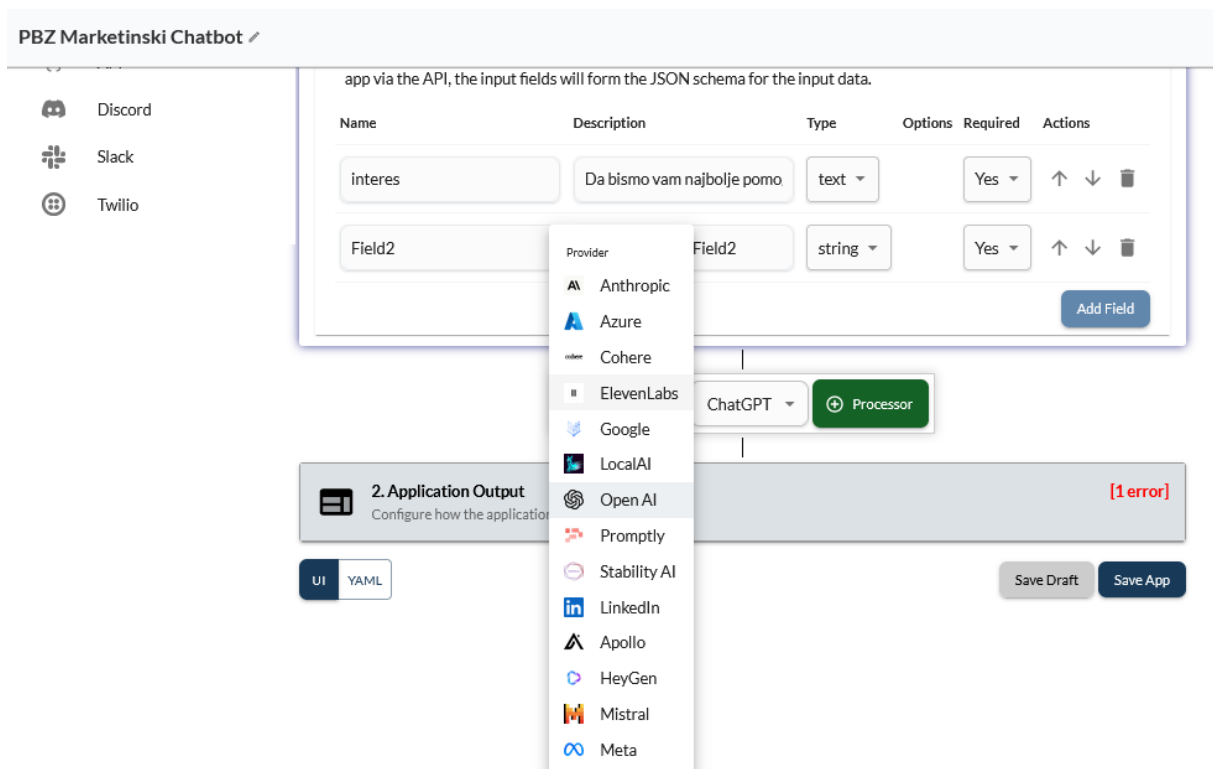 PBZ Marketinski Chatbot
app via the API, the input fields will form the JSON schema for the input data.
Discord
Slack
Twilio
Name Description Type Options Required Actions
interes Da bismo vam najbolje pomo text Yes
Field2 Field2 string Yes
Add Field
Provider
Anthropic
Azure
cohere Cohere
ElevenLabs
Google
LocalAI
Open AI
Promptly
Stability AI
LinkedIn
Apollo
HeyGen
Mistral
Meta
ChatGPT Processor
2. Application Output [1 error]
Configure how the application
UI YAML Save Draft Save App